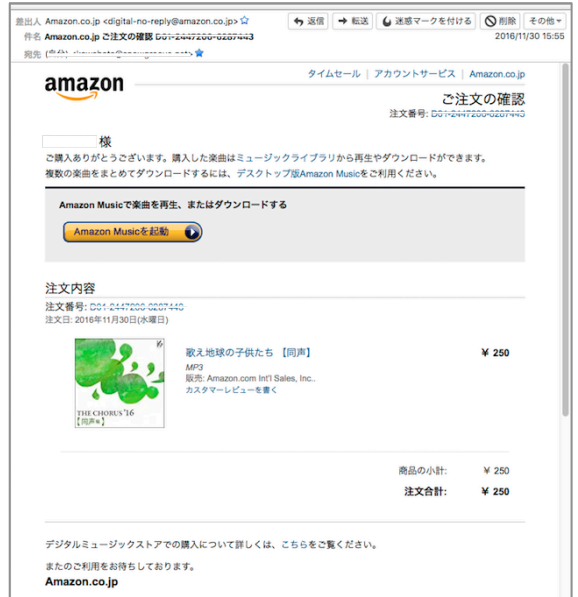 差出人 Amazon.co.jp <digital-no-reply@amazon.co.jp>
返信 転送 迷惑マークを付ける 削除 その他
件名 Amazon.co.jp ご注文の確認
2016/11/30 15:55
宛先
amazon
タイムセール | アカウントサービス | Amazon.co.jp
ご注文の確認
注文番号:
様
ご購入ありがとうございます。購入した楽曲はミュージックライブラリから再生やダウンロードができます。
複数の楽曲をまとめてダウンロードするには、デスクトップ版Amazon Musicをご利用ください。
Amazon Musicで楽曲を再生、またはダウンロードする
Amazon Musicを起動
注文内容
注文番号:
注文日: 2016年11月30日(水曜日)
歌え地球の子供たち 【同声】
¥ 250
MP3
販売: Amazon.com Int'l Sales, Inc..
カスタマーレビューを書く
THE CHORUS '16
【同声編】
商品の小計: ¥ 250
注文合計: ¥ 250
デジタルミュージックストアでの購入について詳しくは、こちらをご覧ください。
またのご利用をお待ちしております。
Amazon.co.jp